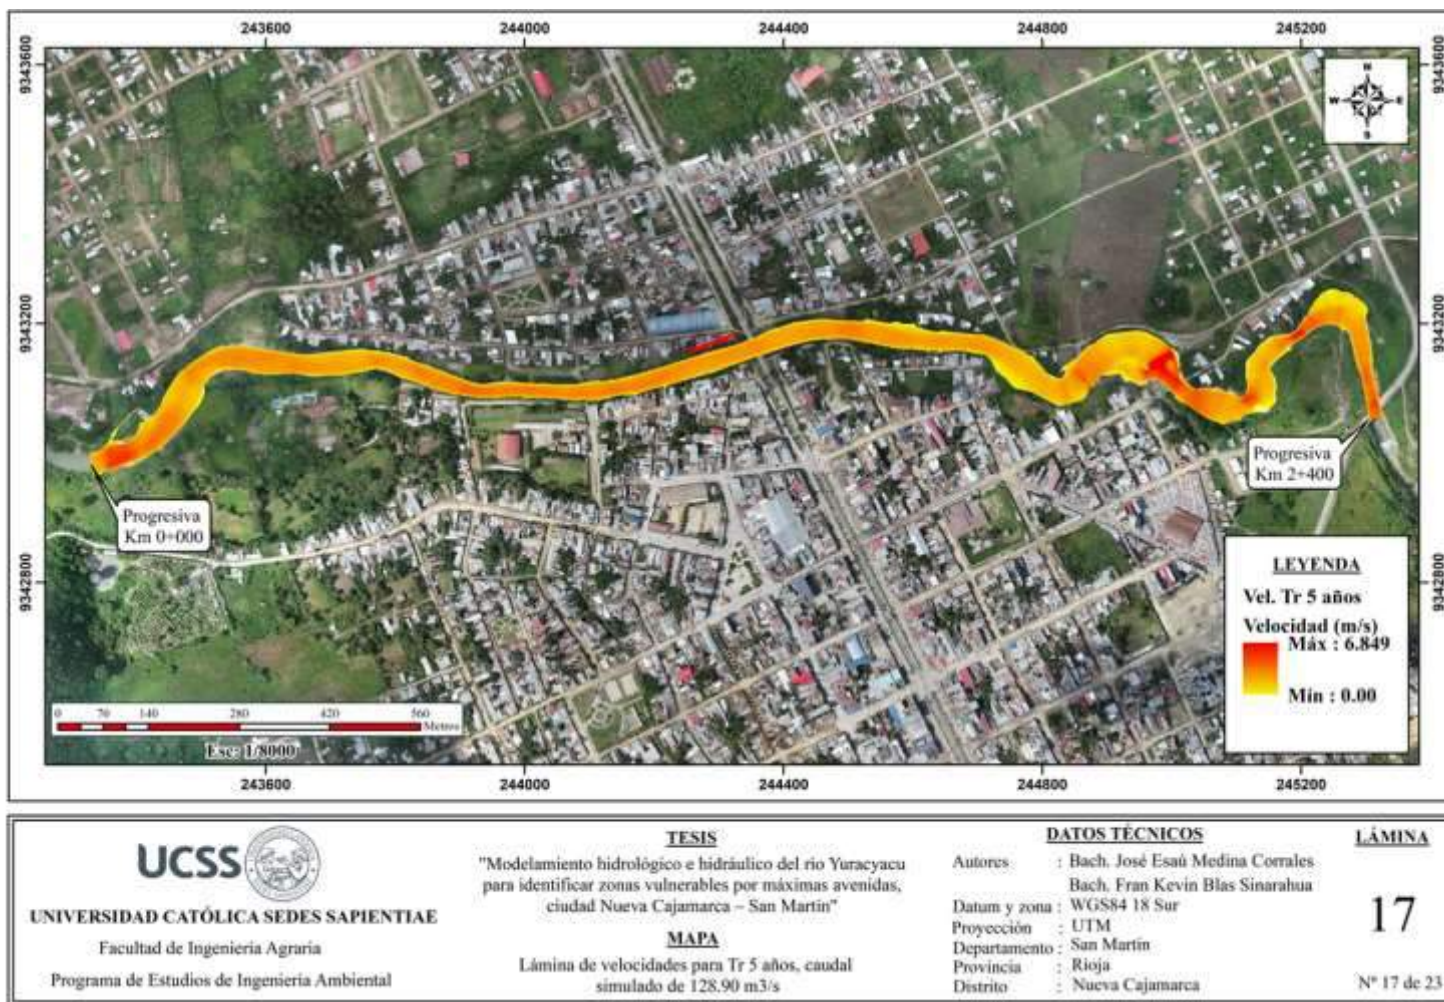 243600 244000 244400 244800 245200
9343600 9343600
N
W E
S
9343200 9343200
Progresiva
Km 2+400
Progresiva
Km 0+000
LEYENDA
Vel. Tr 5 años
Velocidad (m/s)
Máx : 6.849
Mín : 0.00
9342800 9342800
0 70 140 280 420 560
Metros
Esc: 1/8000
243600 244000 244400 244800 245200
UCSS
UNIVERSIDAD CATÓLICA SEDES SAPIENTIAE
Facultad de Ingeniería Agraria
Programa de Estudios de Ingeniería Ambiental
TESIS
"Modelamiento hidrológico e hidráulico del río Yuracyacu
para identificar zonas vulnerables por máximas avenidas,
ciudad Nueva Cajamarca – San Martín"
MAPA
Lámina de velocidades para Tr 5 años, caudal
simulado de 128.90 m3/s
DATOS TÉCNICOS
Autores : Bach. José Esaú Medina Corrales
Bach. Fran Kevin Blas Sinarahua
Datum y zona : WGS84 18 Sur
Proyección : UTM
Departamento : San Martín
Provincia : Rioja
Distrito : Nueva Cajamarca
LÁMINA
17
N° 17 de 23